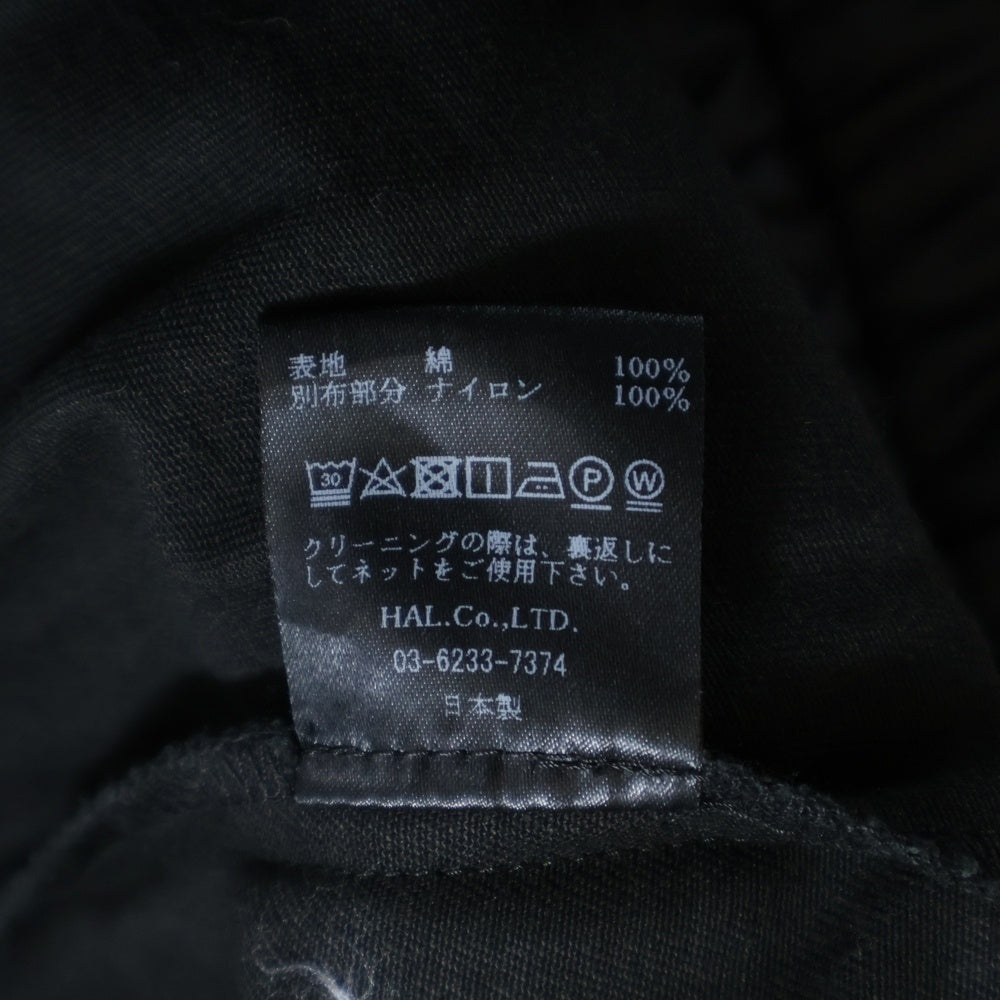 表地 綿 100%
別布部分 ナイロン 100%
30 P W
クリーニングの際は、裏返しに
してネットをご使用下さい。
HAL.Co.,LTD.
03-6233-7374
日本製